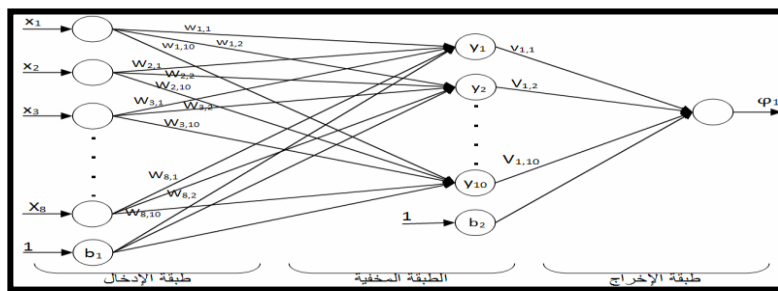 x₁
w₁,₁
w₁,₂
w₁,₁₀
y₁
v₁,₁
x₂
w₂,₁
w₂,₂
w₂,₁₀
y₂
v₁,₂
x₃
w₃,₁
w₃,₂
w₃,₁₀
φ₁
w₈,₁
w₈,₂
w₈,₁₀
X₈
y₁₀
V₁,₁₀
1
b₁
1
b₂
طبقة الإدخال
الطبقة المخفية
طبقة الإخراج